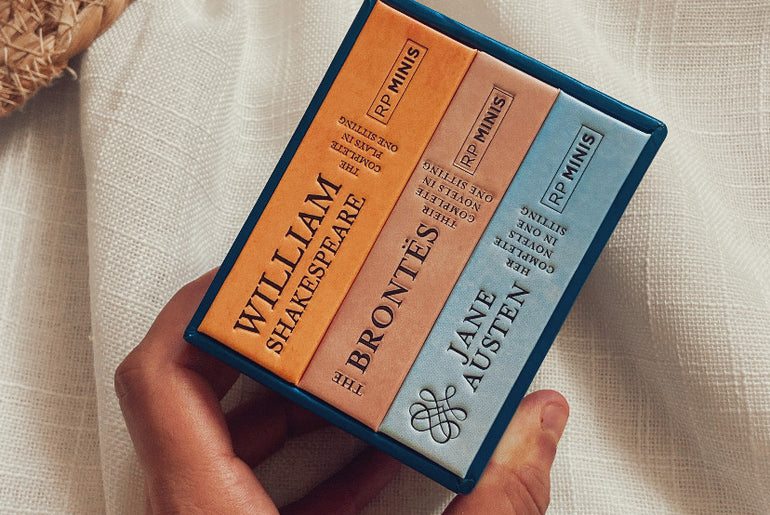 WILLIAM
SHAKESPEARE
THE
COMPLETE
PLAYS IN
ONE SITTING
RP MINIS
THE
BRONTËS
THEIR
COMPLETE
NOVELS IN
ONE SITTING
RP MINIS
JANE
AUSTEN
HER
COMPLETE
NOVELS
IN ONE
SITTING
RP MINIS